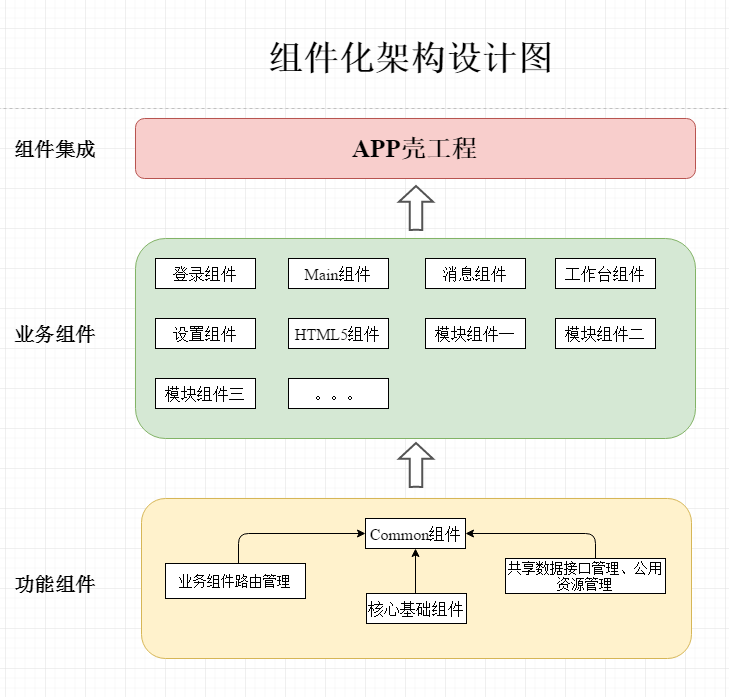 组件化架构设计图
组件集成
APP壳工程
业务组件
登录组件
Main组件
消息组件
工作台组件
设置组件
HTML5组件
模块组件一
模块组件二
模块组件三
。。。
功能组件
Common组件
业务组件路由管理
核心基础组件
共享数据接口管理、公用
资源管理